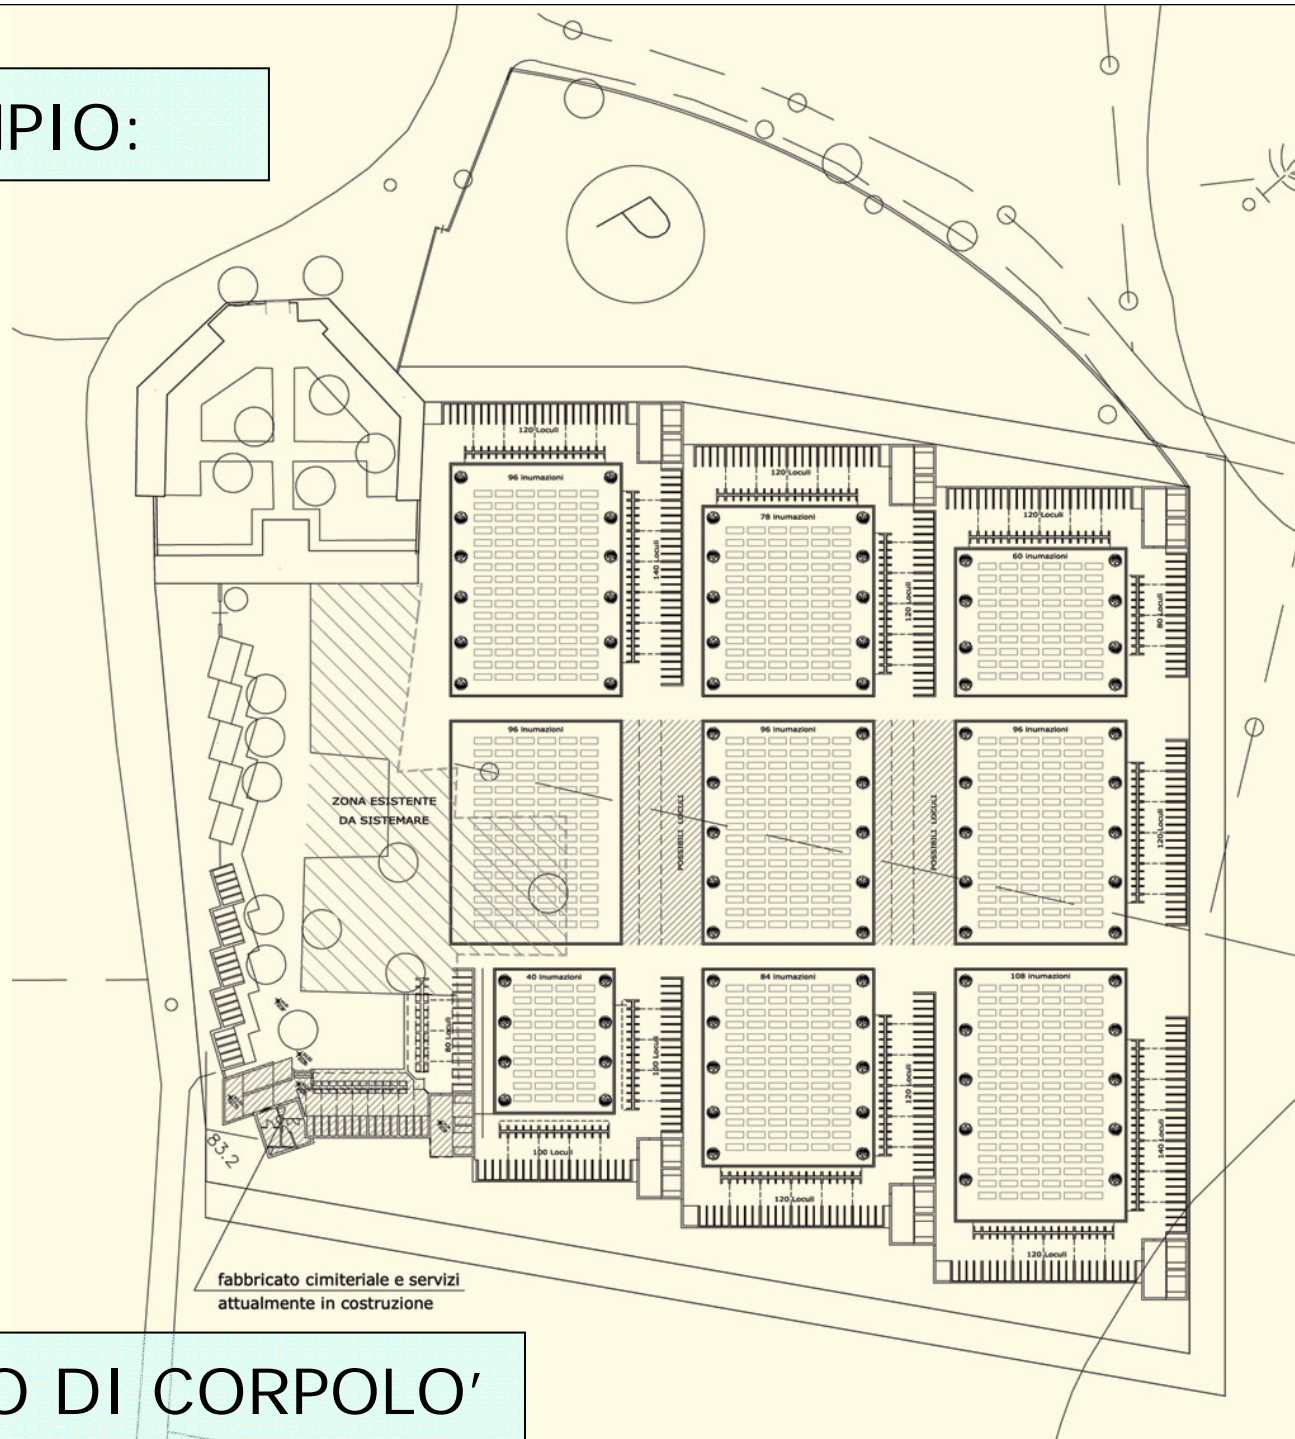 IPIO:
P
120 Loculi
96 inumazioni
140 Loculi
120 Loculi
78 inumazioni
120 Loculi
120 Loculi
60 inumazioni
80 Loculi
ZONA ESISTENTE
DA SISTEMARE
96 inumazioni
POSSIBILI LOCULI
96 inumazioni
POSSIBILI LOCULI
96 inumazioni
120 Loculi
80 Loculi
40 inumazioni
100 Loculi
100 Loculi
84 inumazioni
120 Loculi
120 Loculi
108 inumazioni
140 Loculi
120 Loculi
83.2
fabbricato cimiteriale e servizi
attualmente in costruzione
O DI CORPOLO'